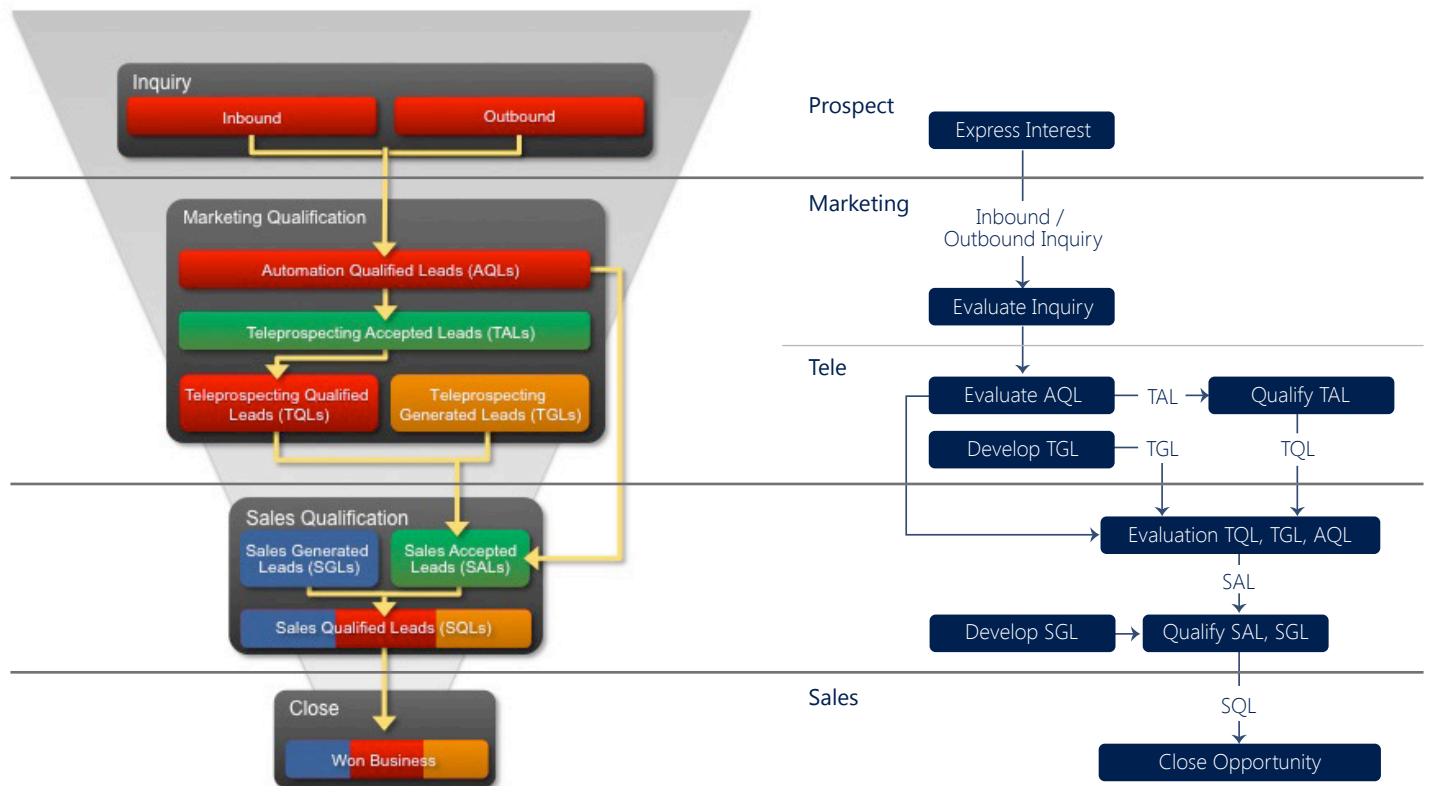 Inquiry
Inbound
Outbound
Marketing Qualification
Automation Qualified Leads (AQLs)
Teleprospecting Accepted Leads (TALs)
Teleprospecting Qualified
Leads (TQLs)
Teleprospecting
Generated Leads (TGLs)
Sales Qualification
Sales Generated
Leads (SGLs)
Sales Accepted
Leads (SALs)
Sales Qualified Leads (SQLs)
Close
Won Business
Prospect
Express Interest
Marketing
Inbound /
Outbound Inquiry
Evaluate Inquiry
Tele
Evaluate AQL
TAL
Qualify TAL
Develop TGL
TGL
TQL
Evaluation TQL, TGL, AQL
SAL
Develop SGL
Qualify SAL, SGL
Sales
SQL
Close Opportunity